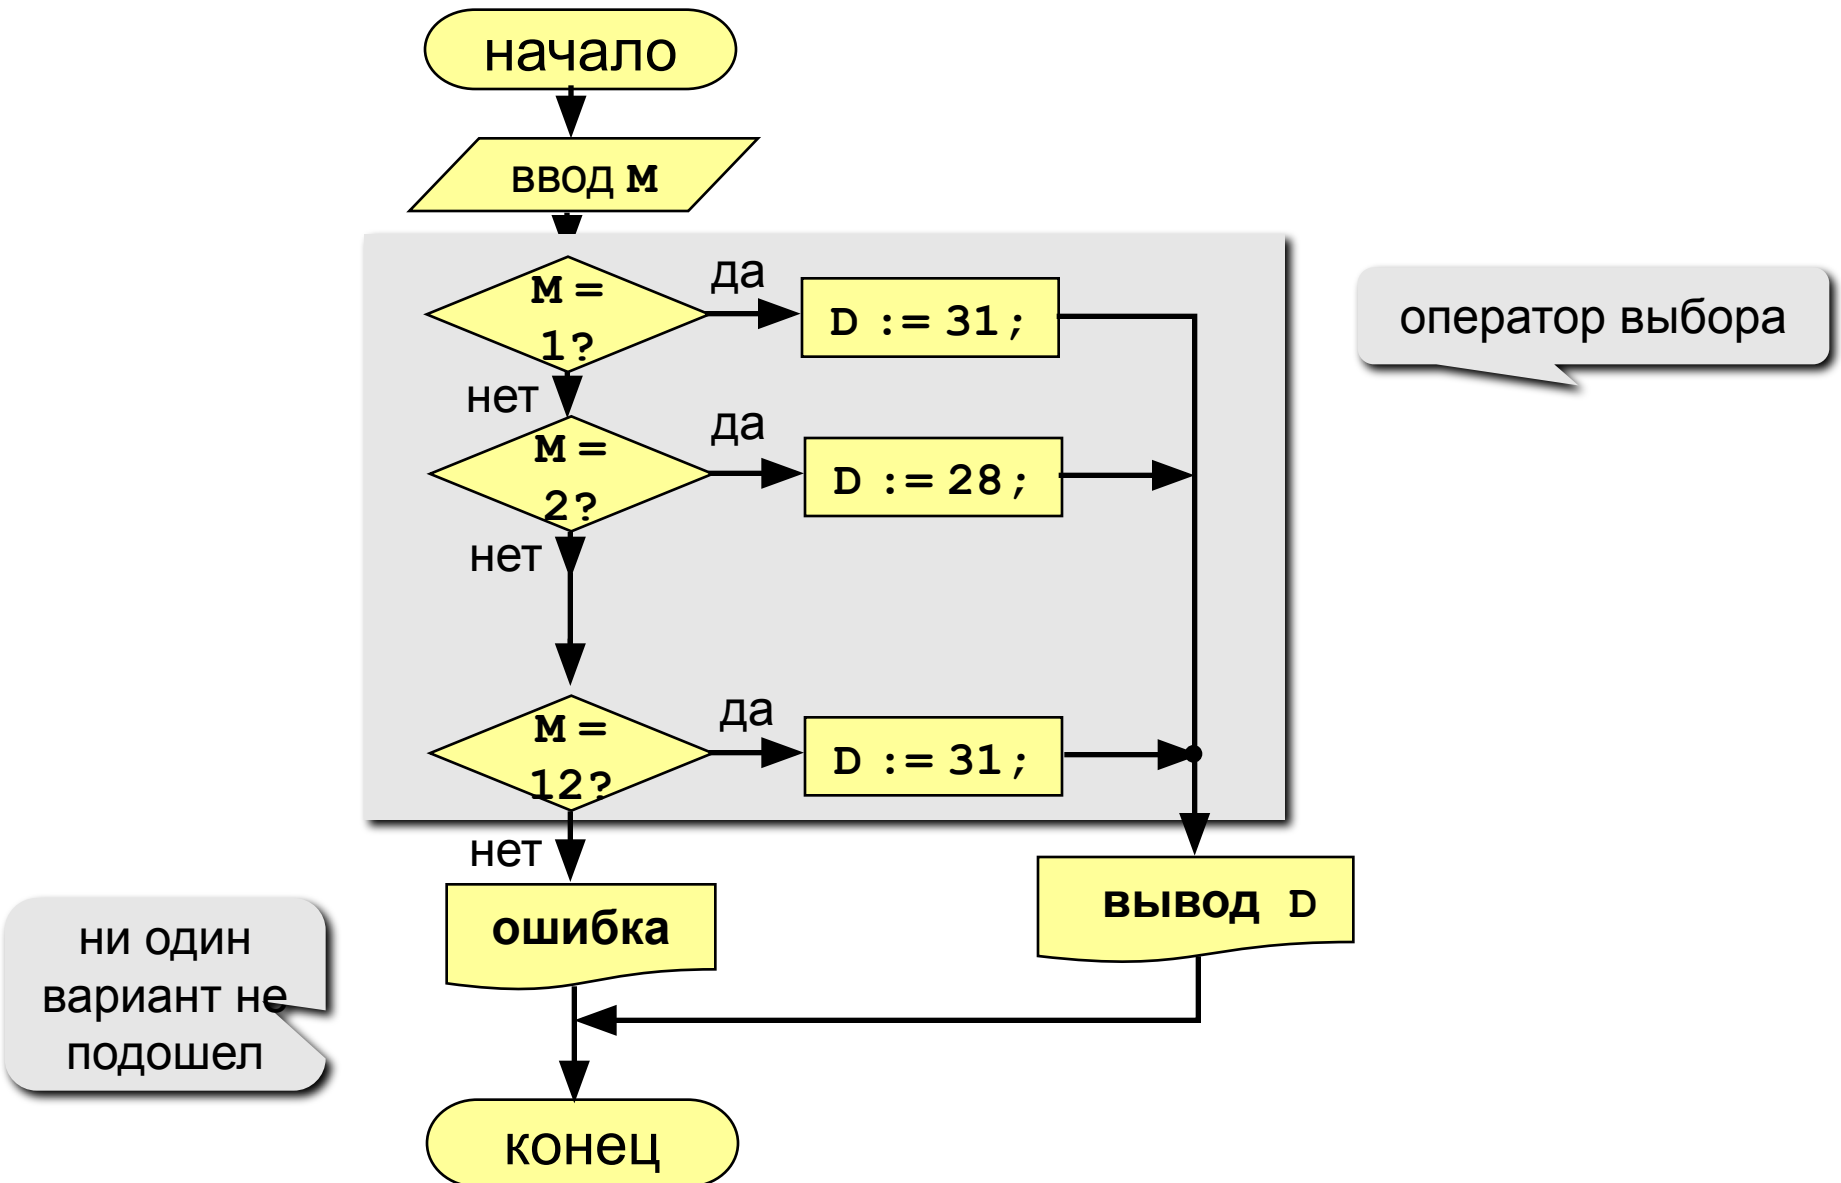 начало
ввод M
M =
1?
да
D := 31;
оператор выбора
нет
M =
2?
да
D := 28;
нет
M =
12?
да
D := 31;
нет
ошибка
вывод D
ни один
вариант не
подошел
конец